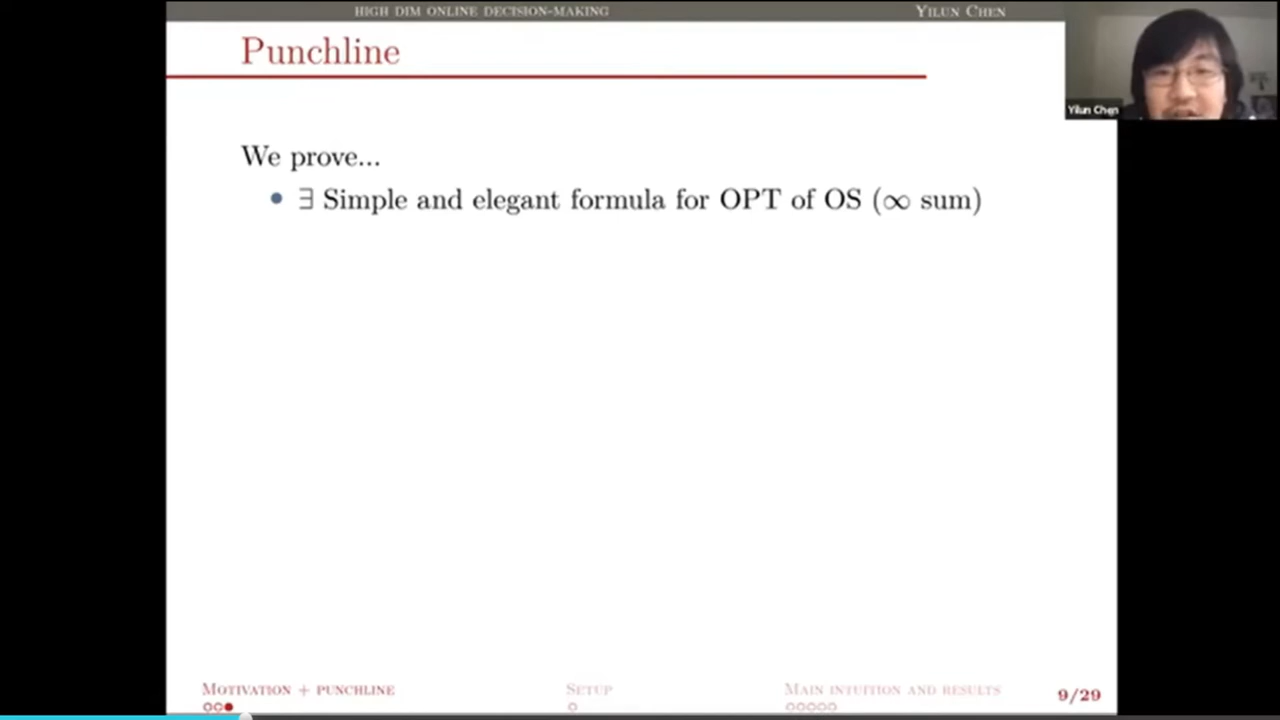 HIGH DIM ONLINE DECISION-MAKING YILUN CHEN
Punchline
Yilun Chen
We prove...
• ∃ Simple and elegant formula for OPT of OS (∞ sum)
MOTIVATION + PUNCHLINE SETUP MAIN INTUITION AND RESULTS 9/29